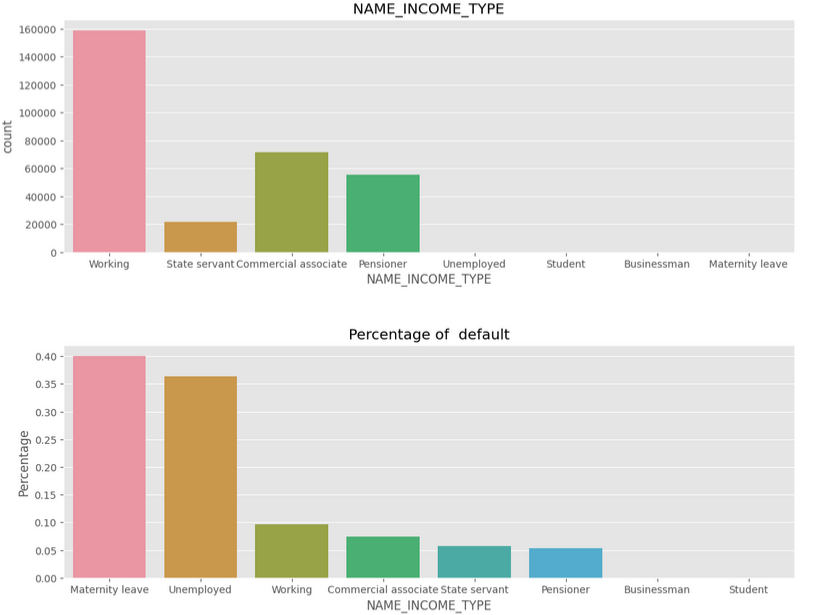 NAME_INCOME_TYPE
160000
140000
120000
100000
80000
60000
40000
20000
0
count
Working State servant Commercial associate Pensioner Unemployed Student Businessman Maternity leave
NAME_INCOME_TYPE
Percentage of  default
0.40
0.35
0.30
0.25
0.20
0.15
0.10
0.05
0.00
Percentage
Maternity leave Unemployed Working Commercial associate State servant Pensioner Businessman Student
NAME_INCOME_TYPE